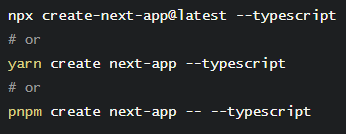 npx create-next-app@latest --typescript
# or
yarn create next-app --typescript
# or
pnpm create next-app -- --typescript